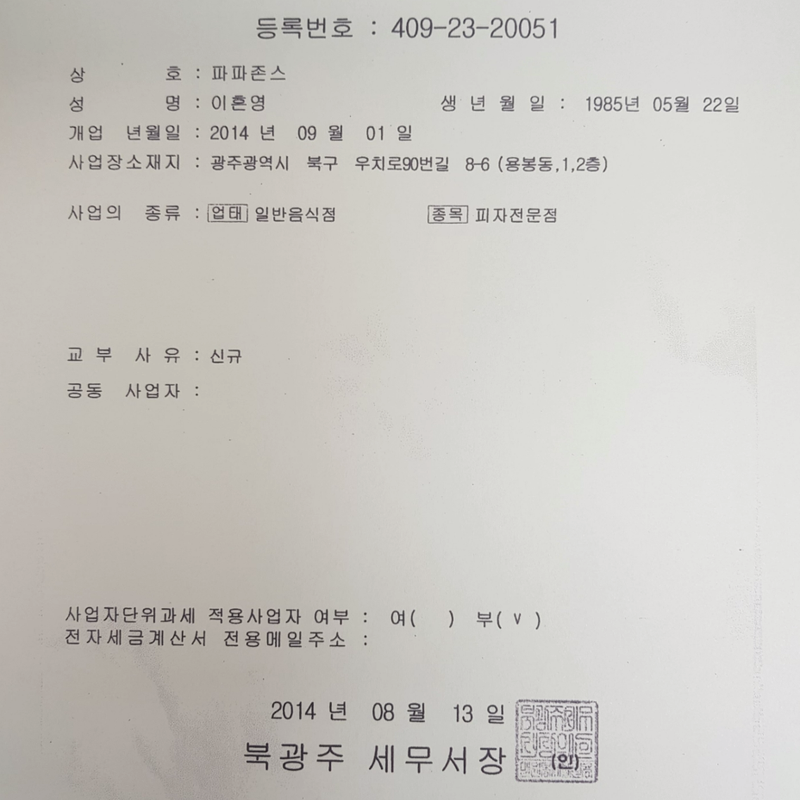 등록번호 : 409-23-20051
상 호 : 파파존스
성 명 : 이혼영 생 년 월 일 : 1985년 05월 22일
개업 년월일 : 2014 년 09 월 01 일
사업장소재지 : 광주광역시 북구 우치로90번길 8-6 (용봉동,1,2층)
사업의 종류 : 업태 일반음식점 종목 피자전문점
교 부 사 유 : 신규
공동 사업자 :
사업자단위과세 적용사업자 여부 : 여( ) 부( v )
전자세금계산서 전용메일주소 :
2014 년 08 월 13 일
북광주 세무서장 (인)